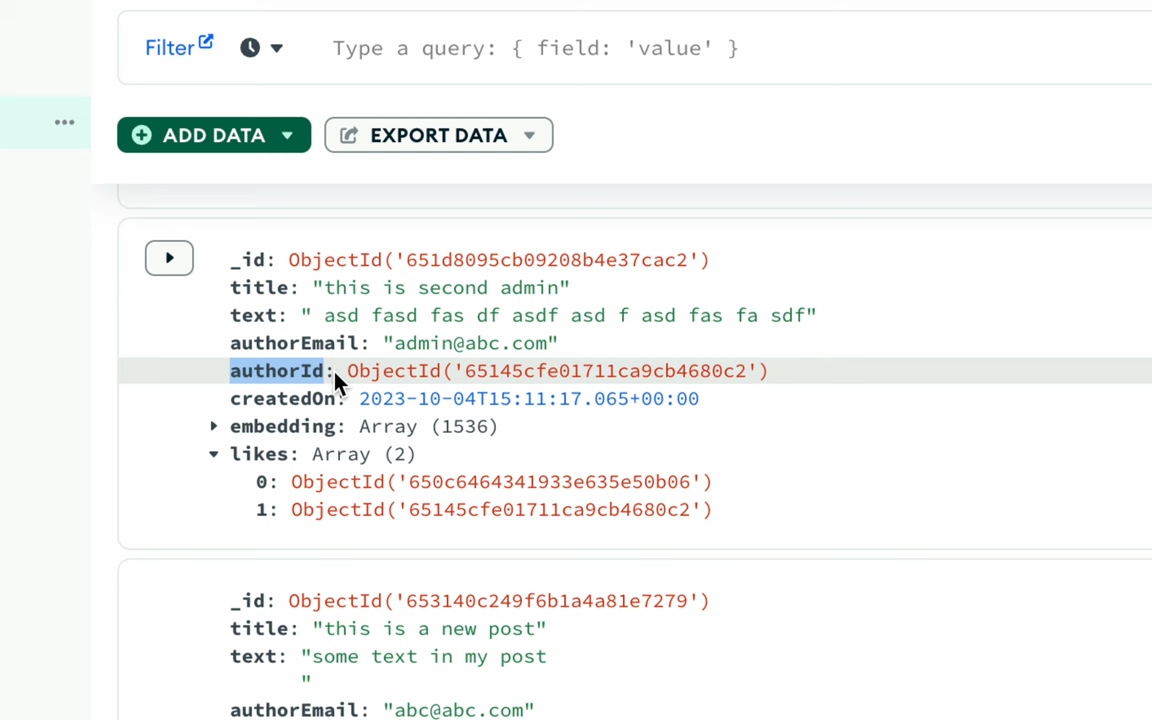 Filter Type a query: { field: 'value' }
ADD DATA EXPORT DATA
_id: ObjectId('651d8095cb09208b4e37cac2')
title: "this is second admin"
text: " asd fasd fas df asdf asd f asd fas fa sdf"
authorEmail: "admin@abc.com"
authorId: ObjectId('65145cfe01711ca9cb4680c2')
createdOn: 2023-10-04T15:11:17.065+00:00
embedding: Array (1536)
likes: Array (2)
0: ObjectId('650c6464341933e635e50b06')
1: ObjectId('65145cfe01711ca9cb4680c2')
_id: ObjectId('653140c249f6b1a4a81e7279')
title: "this is a new post"
text: "some text in my post
"
authorEmail: "abc@abc.com"